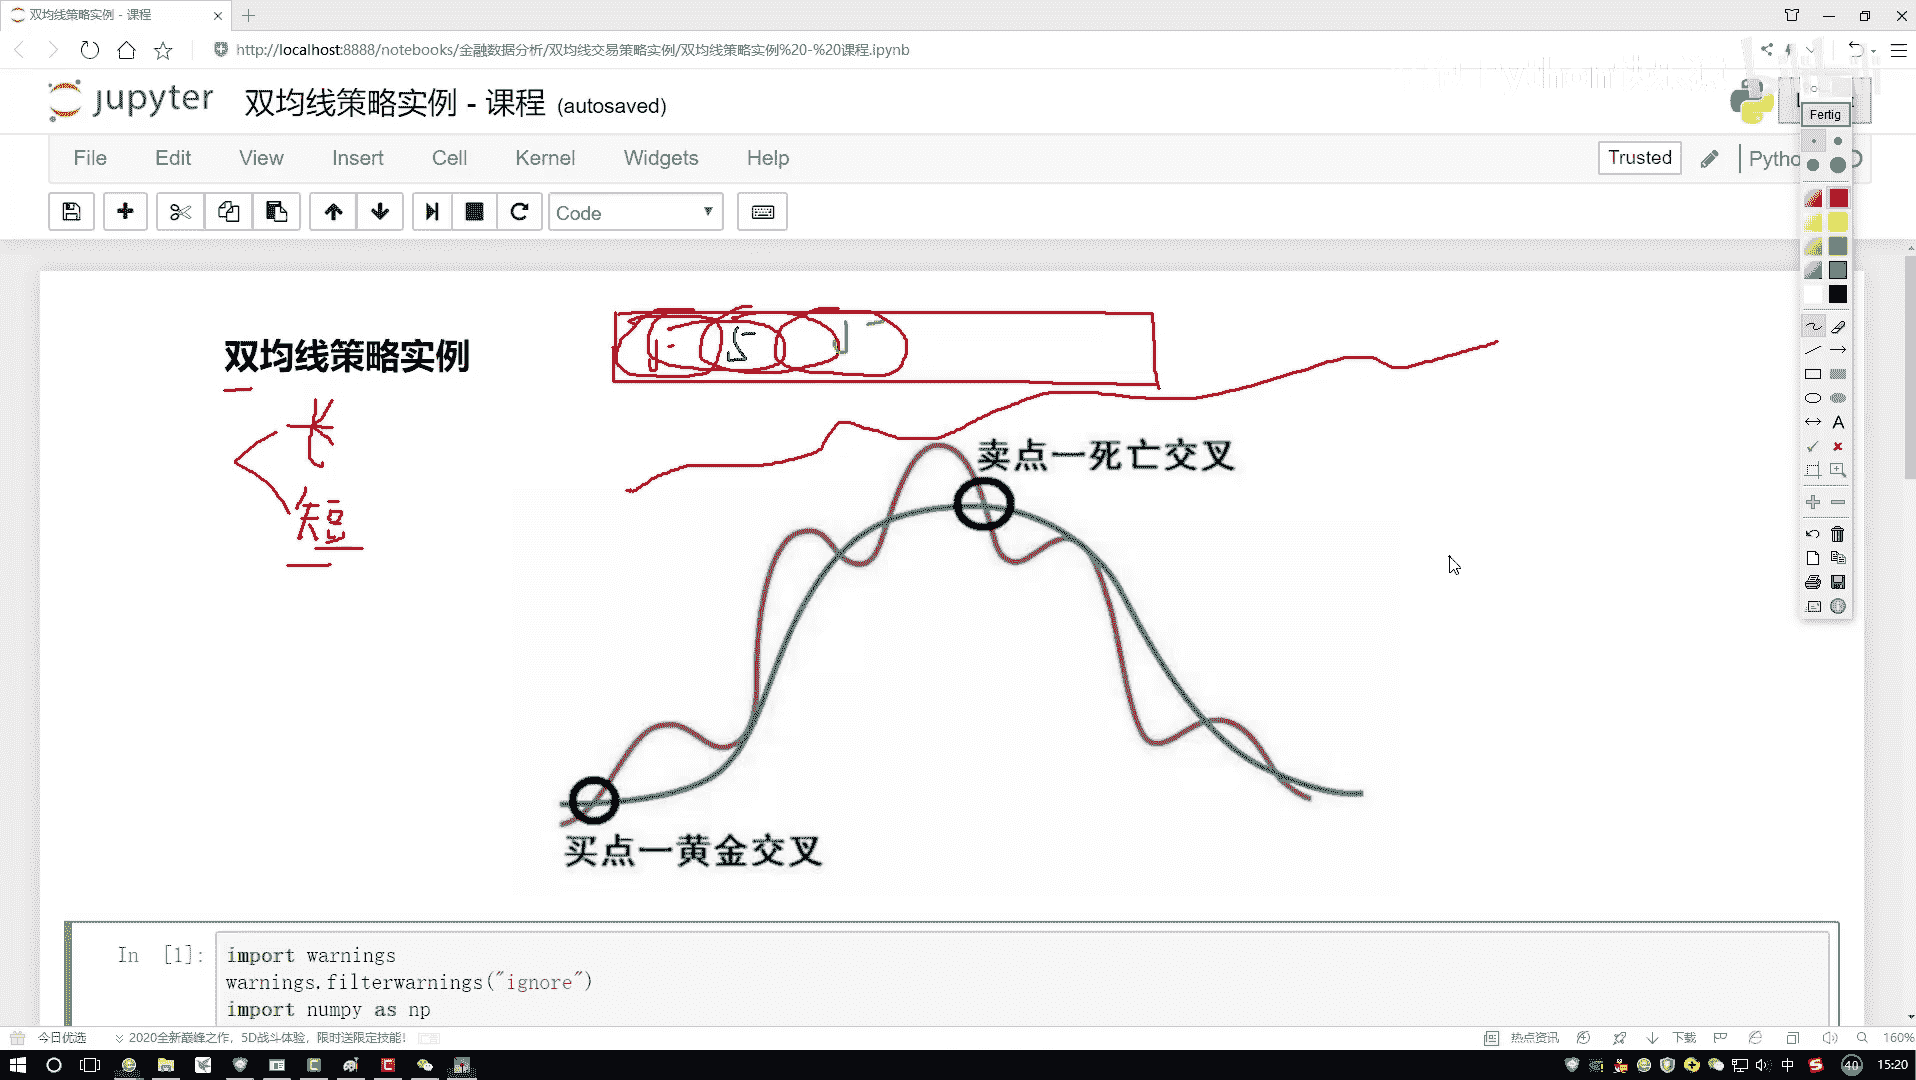 双均线策略实例 - 课程
http://localhost:8888/notebooks/金融数据分析/双均线交易策略实例/双均线策略实例%20-%20课程.ipynb
jupyter 双均线策略实例 - 课程 (autosaved)
Fertig
File Edit View Insert Cell Kernel Widgets Help
Trusted
Pytho
Code
A
双均线策略实例
长
短
卖点一死亡交叉
买点一黄金交叉
In [1]:
import warnings
warnings.filterwarnings("ignore")
import numpy as np
今日优选
2020全新巅峰之作，5D战斗体验，限时送限定技能！
热点资讯
下载
160%
中
40
15:20